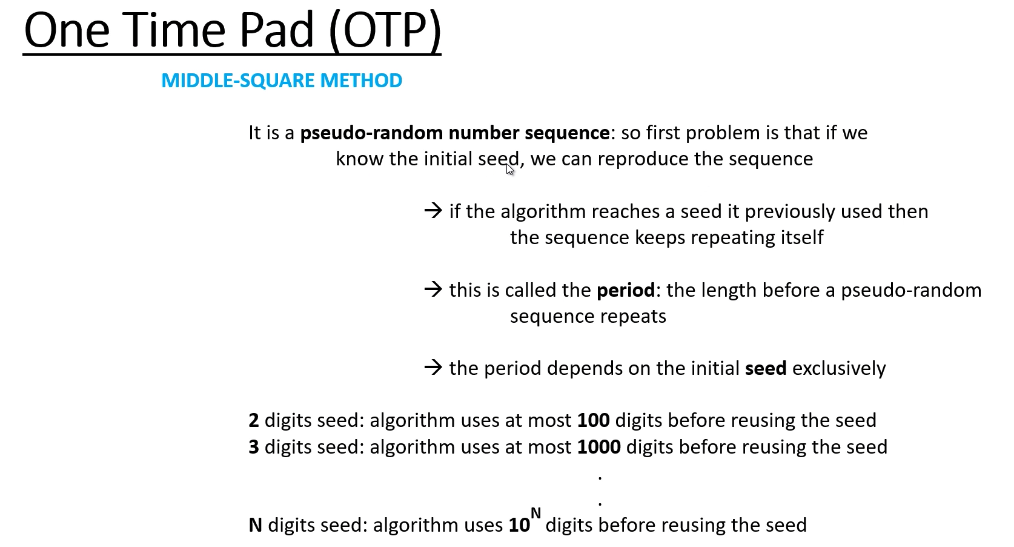 One Time Pad (OTP)
MIDDLE-SQUARE METHOD
It is a pseudo-random number sequence: so first problem is that if we
know the initial seed, we can reproduce the sequence
→ if the algorithm reaches a seed it previously used then
the sequence keeps repeating itself
→ this is called the period: the length before a pseudo-random
sequence repeats
→ the period depends on the initial seed exclusively
2 digits seed: algorithm uses at most 100 digits before reusing the seed
3 digits seed: algorithm uses at most 1000 digits before reusing the seed
.
.
N digits seed: algorithm uses 10^N digits before reusing the seed